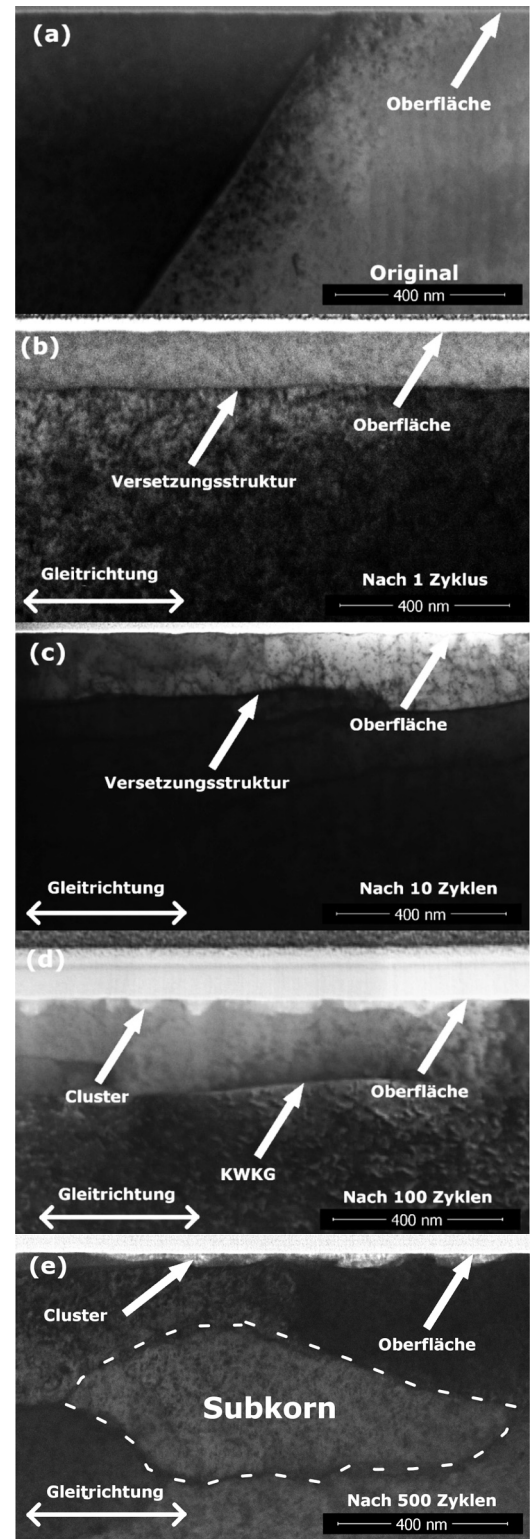 (a)
Oberfläche
Original
400 nm
(b)
Oberfläche
Versetzungsstruktur
Gleitrichtung
Nach 1 Zyklus
400 nm
(c)
Oberfläche
Versetzungsstruktur
Gleitrichtung
Nach 10 Zyklen
400 nm
(d)
Cluster
Oberfläche
KWKG
Gleitrichtung
Nach 100 Zyklen
400 nm
(e)
Cluster
Oberfläche
Subkorn
Gleitrichtung
Nach 500 Zyklen
400 nm